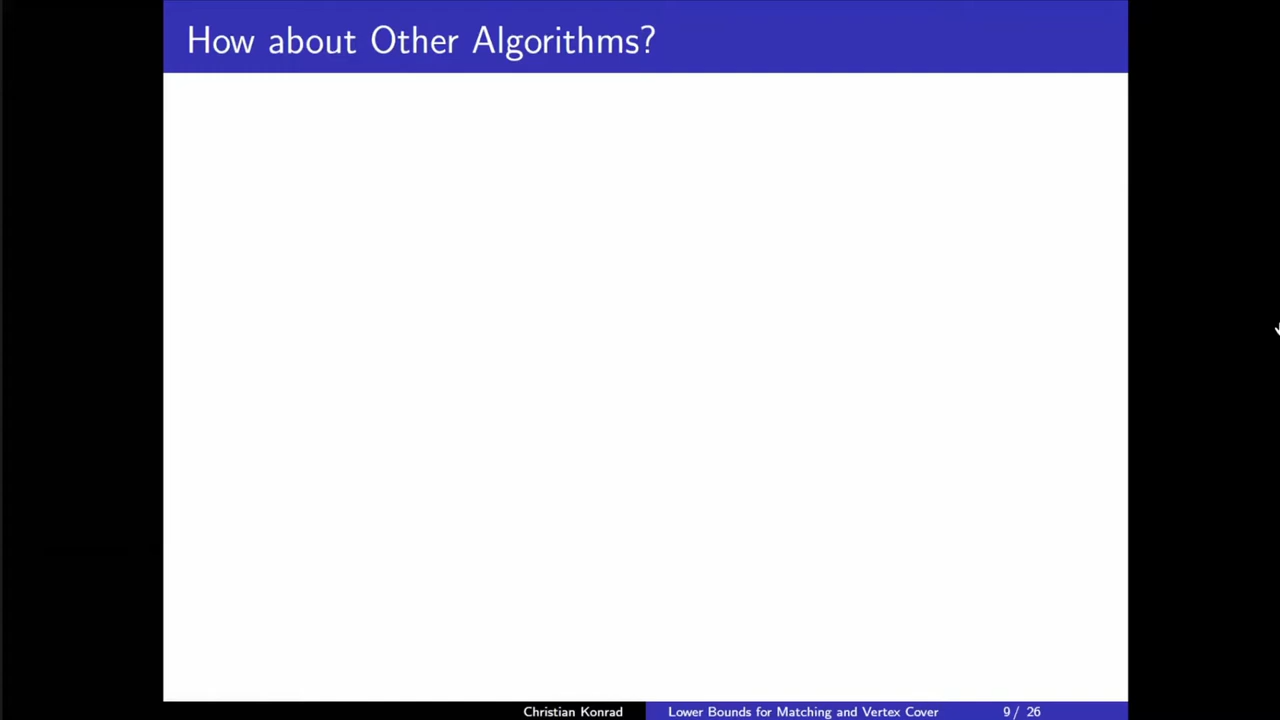 How about Other Algorithms?
Christian Konrad Lower Bounds for Matching and Vertex Cover 9 / 26